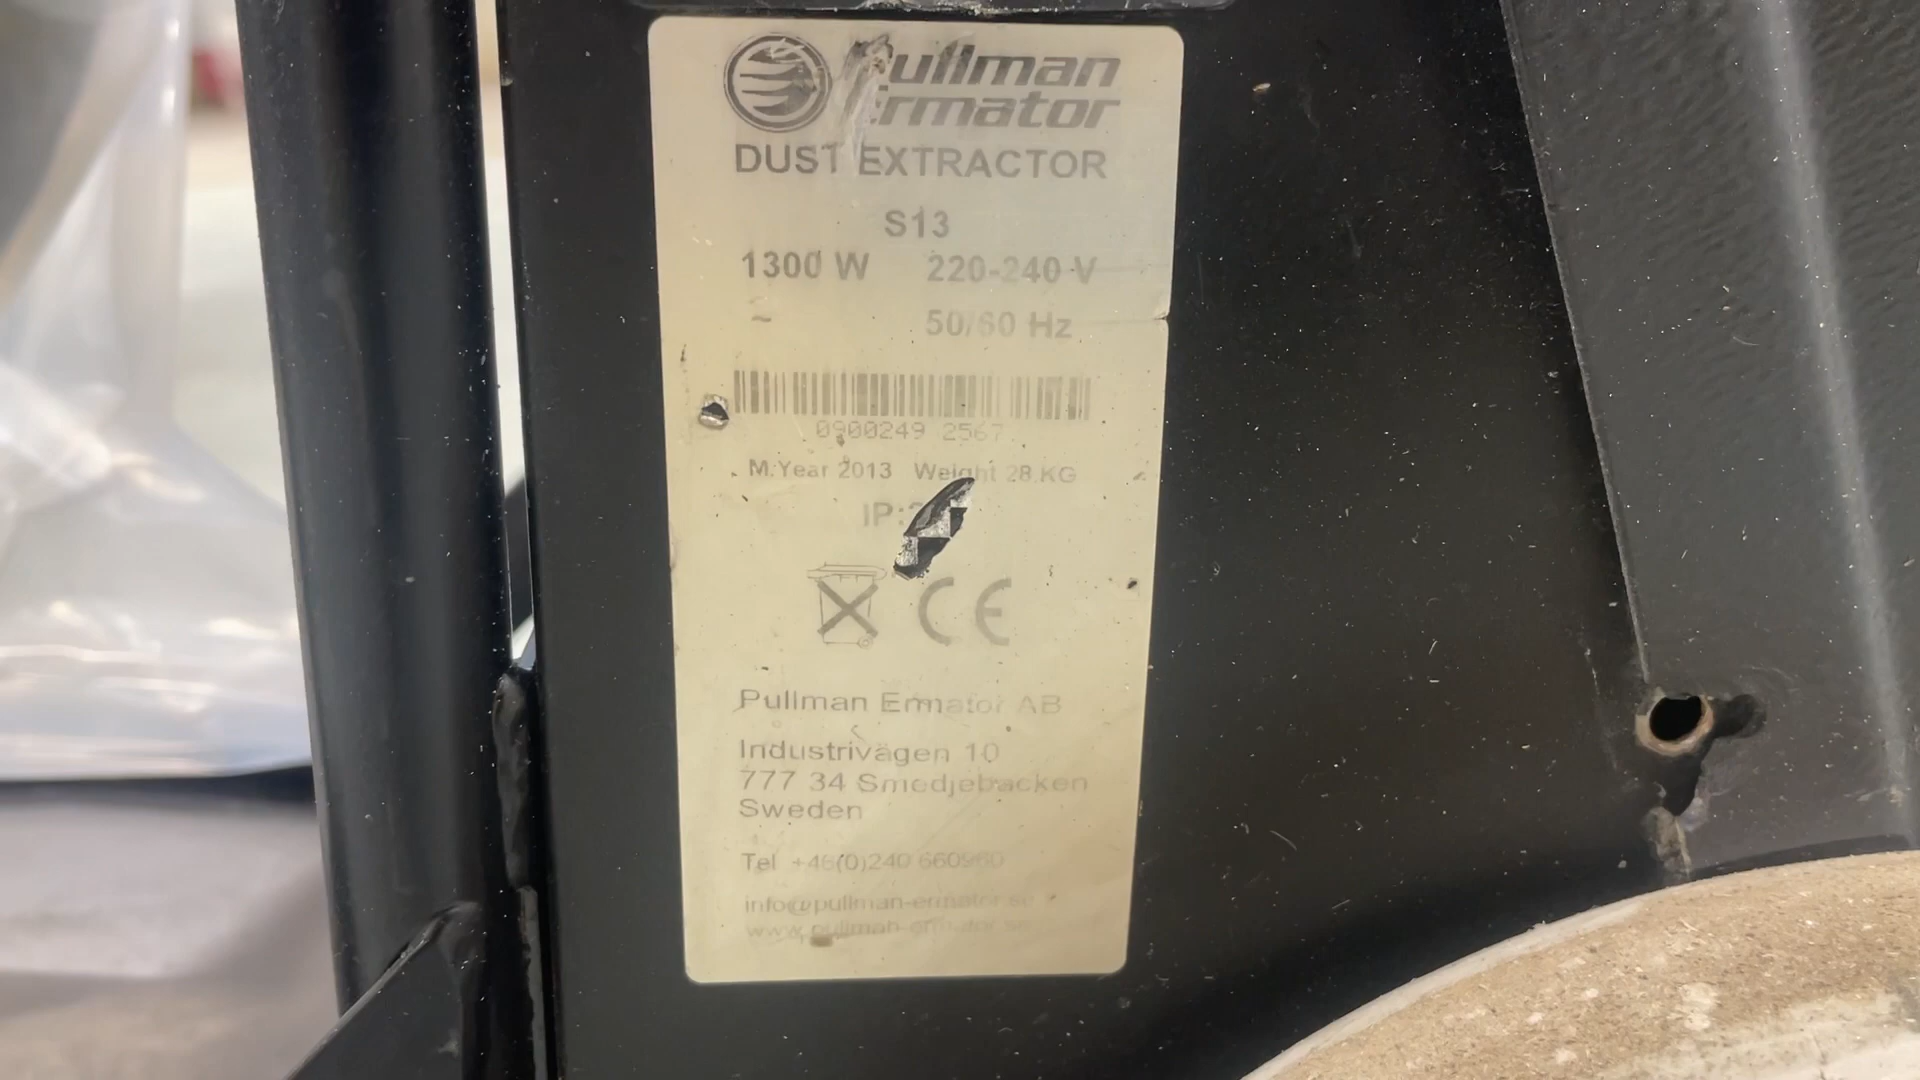 Pullman
Ermator
DUST EXTRACTOR
S13
1300 W 220-240 V
~ 50/60 Hz
0900249 2567
M.Year 2013 Weight 28 KG
IP:
CE
Pullman Ermator AB
Industrivägen 10
777 34 Smedjebacken
Sweden
Tel +46(0)240 660960
info@pullman-ermator.se
www.pullman-ermator.se